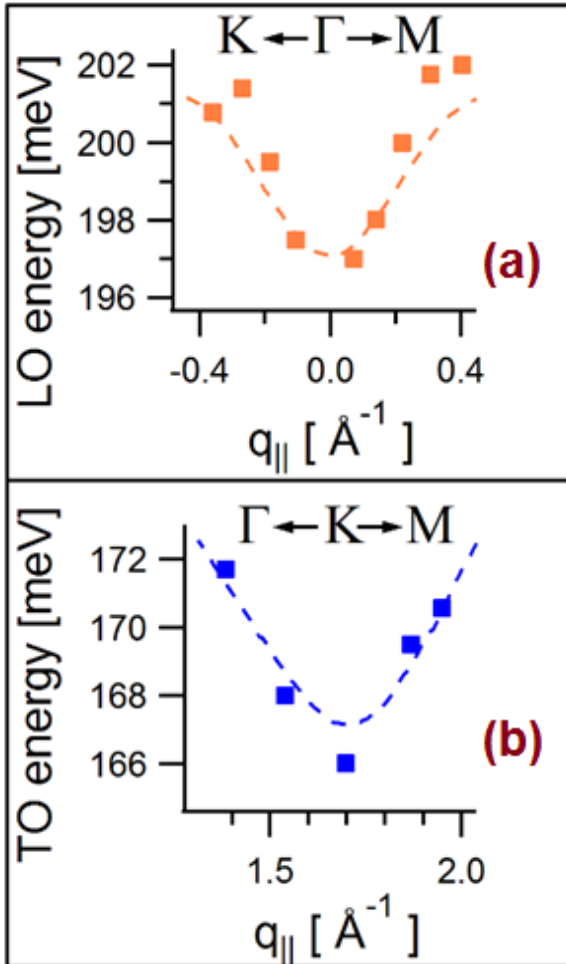 K ← Γ → M
202
200
198
196
LO energy [meV]
(a)
-0.4 0.0 0.4
q|| [ Å-1 ]
Γ ← K → M
172
170
168
166
TO energy [meV]
(b)
1.5 2.0
q|| [ Å-1 ]